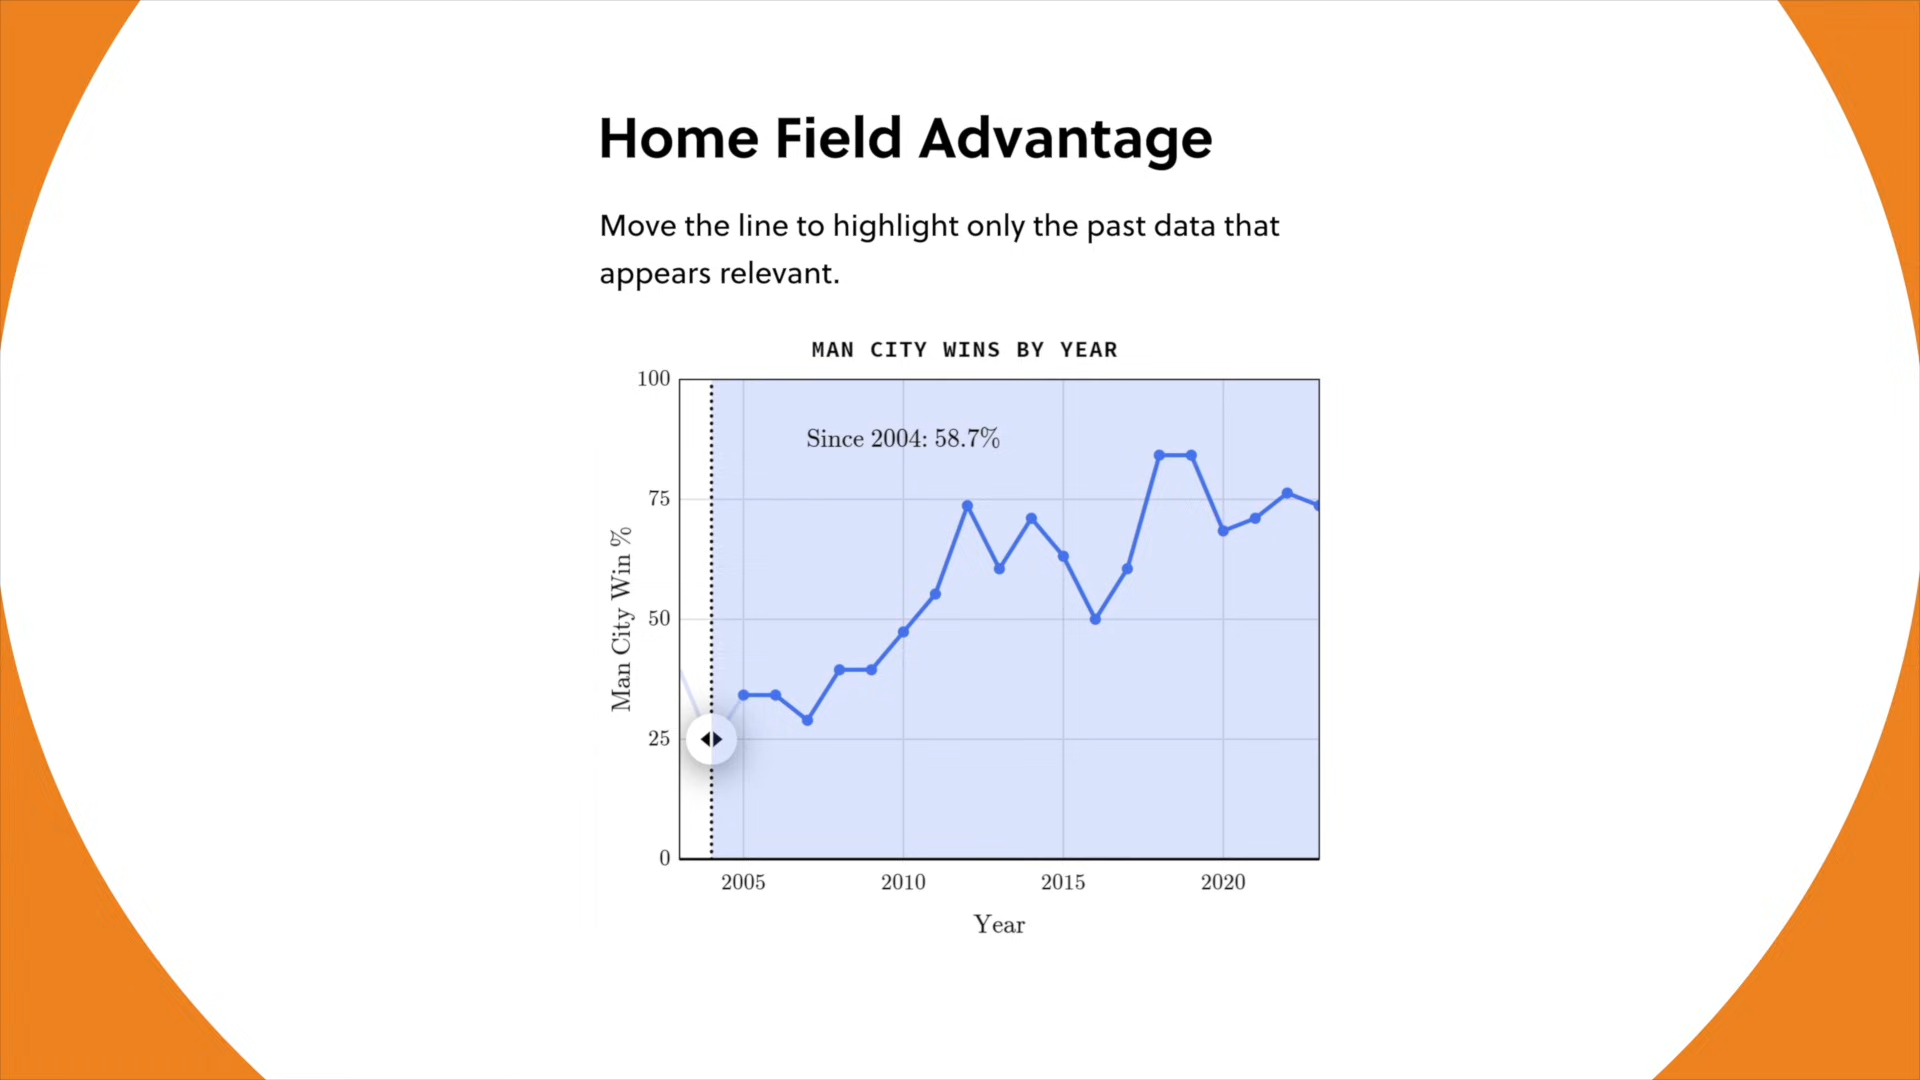 Home Field Advantage
Move the line to highlight only the past data that
appears relevant.
MAN CITY WINS BY YEAR
100
Since 2004: 58.7%
75
Man City Win %
50
25
0
2005 2010 2015 2020
Year